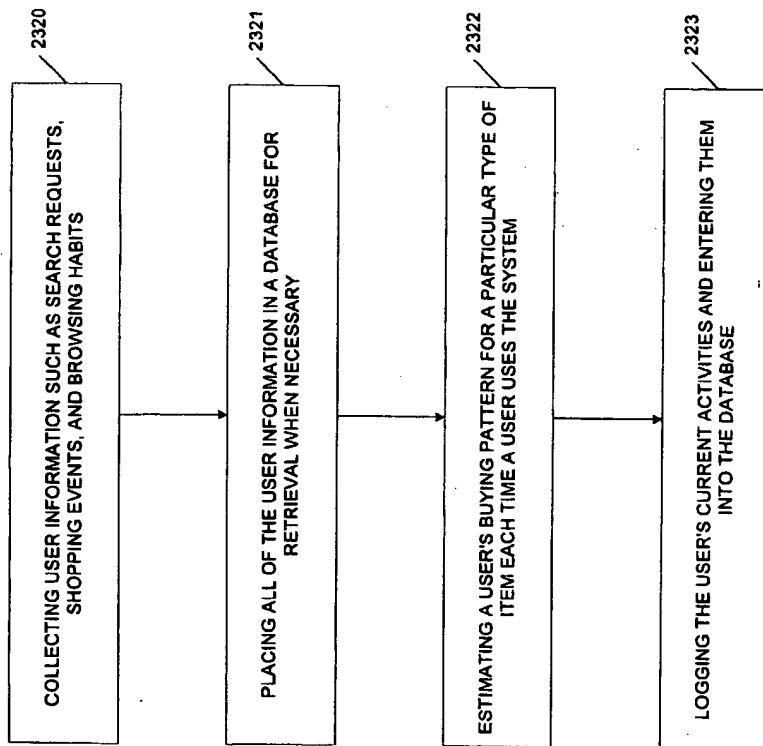 2320
COLLECTING USER INFORMATION SUCH AS SEARCH REQUESTS,
SHOPPING EVENTS, AND BROWSING HABITS
2321
PLACING ALL OF THE USER INFORMATION IN A DATABASE FOR
RETRIEVAL WHEN NECESSARY
2322
ESTIMATING A USER'S BUYING PATTERN FOR A PARTICULAR TYPE OF
ITEM EACH TIME A USER USES THE SYSTEM
2323
LOGGING THE USER'S CURRENT ACTIVITIES AND ENTERING THEM
INTO THE DATABASE